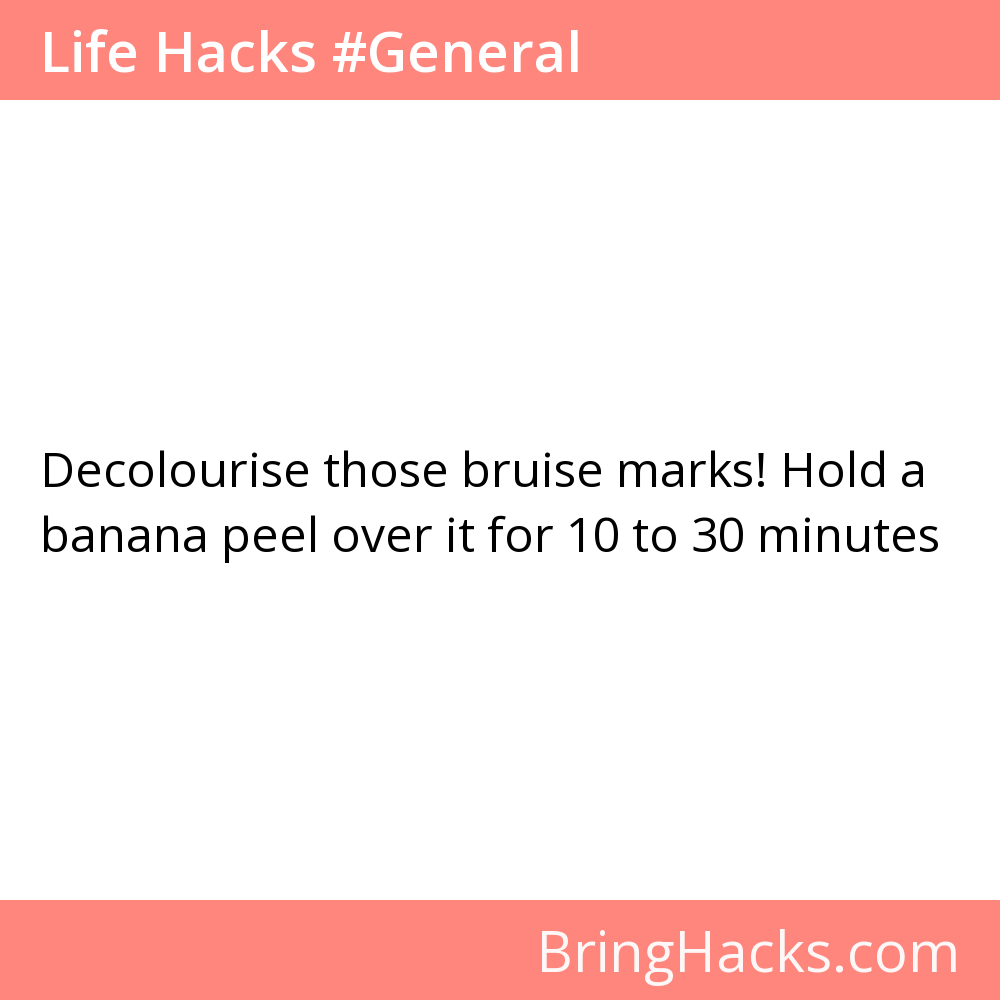 Life Hacks #General
Decolourise those bruise marks! Hold a
banana peel over it for 10 to 30 minutes
BringHacks.com